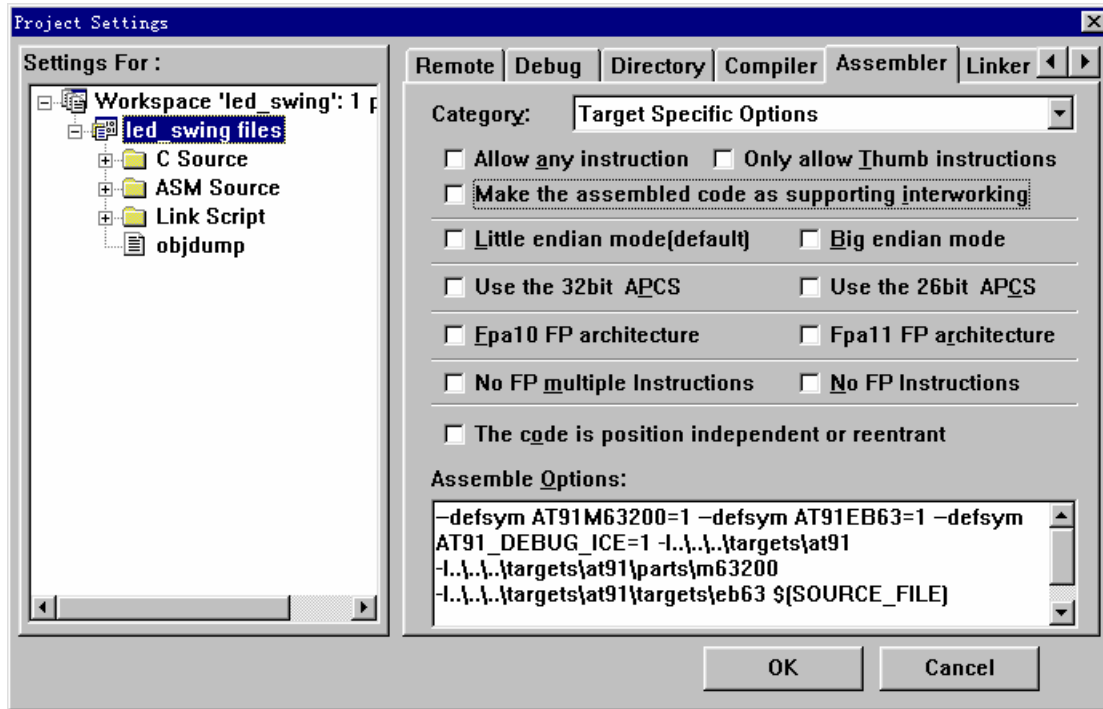 Project Settings
Settings For :
Workspace 'led_swing': 1 p
led_swing files
C Source
ASM Source
Link Script
objdump
Remote
Debug
Directory
Compiler
Assembler
Linker
Category:
Target Specific Options
Allow any instruction
Only allow Thumb instructions
Make the assembled code as supporting interworking
Little endian mode(default)
Big endian mode
Use the 32bit APCS
Use the 26bit APCS
Fpa10 FP architecture
Fpa11 FP architecture
No FP multiple Instructions
No FP Instructions
The code is position independent or reentrant
Assemble Options:
–defsym AT91M63200=1 –defsym AT91EB63=1 –defsym
AT91_DEBUG_ICE=1 -I..\..\..\targets\at91
-I..\..\..\targets\at91\parts\m63200
-I..\..\..\targets\at91\targets\eb63 $(SOURCE_FILE)
OK
Cancel